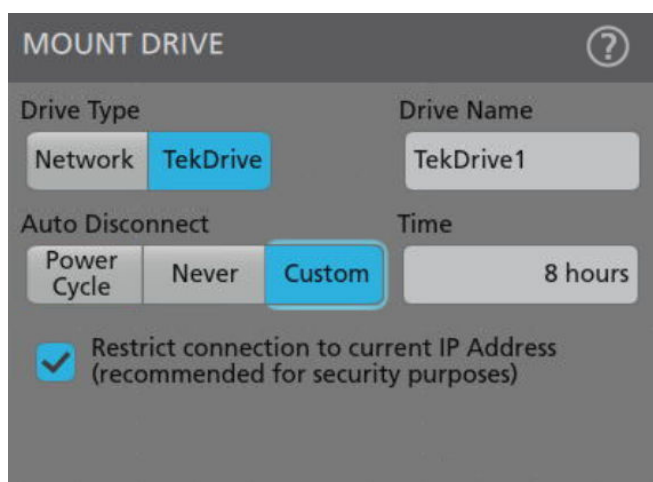 MOUNT DRIVE ?
Drive Type Drive Name
Network TekDrive TekDrive1
Auto Disconnect Time
Power
Cycle Never Custom 8 hours
Restrict connection to current IP Address
(recommended for security purposes)